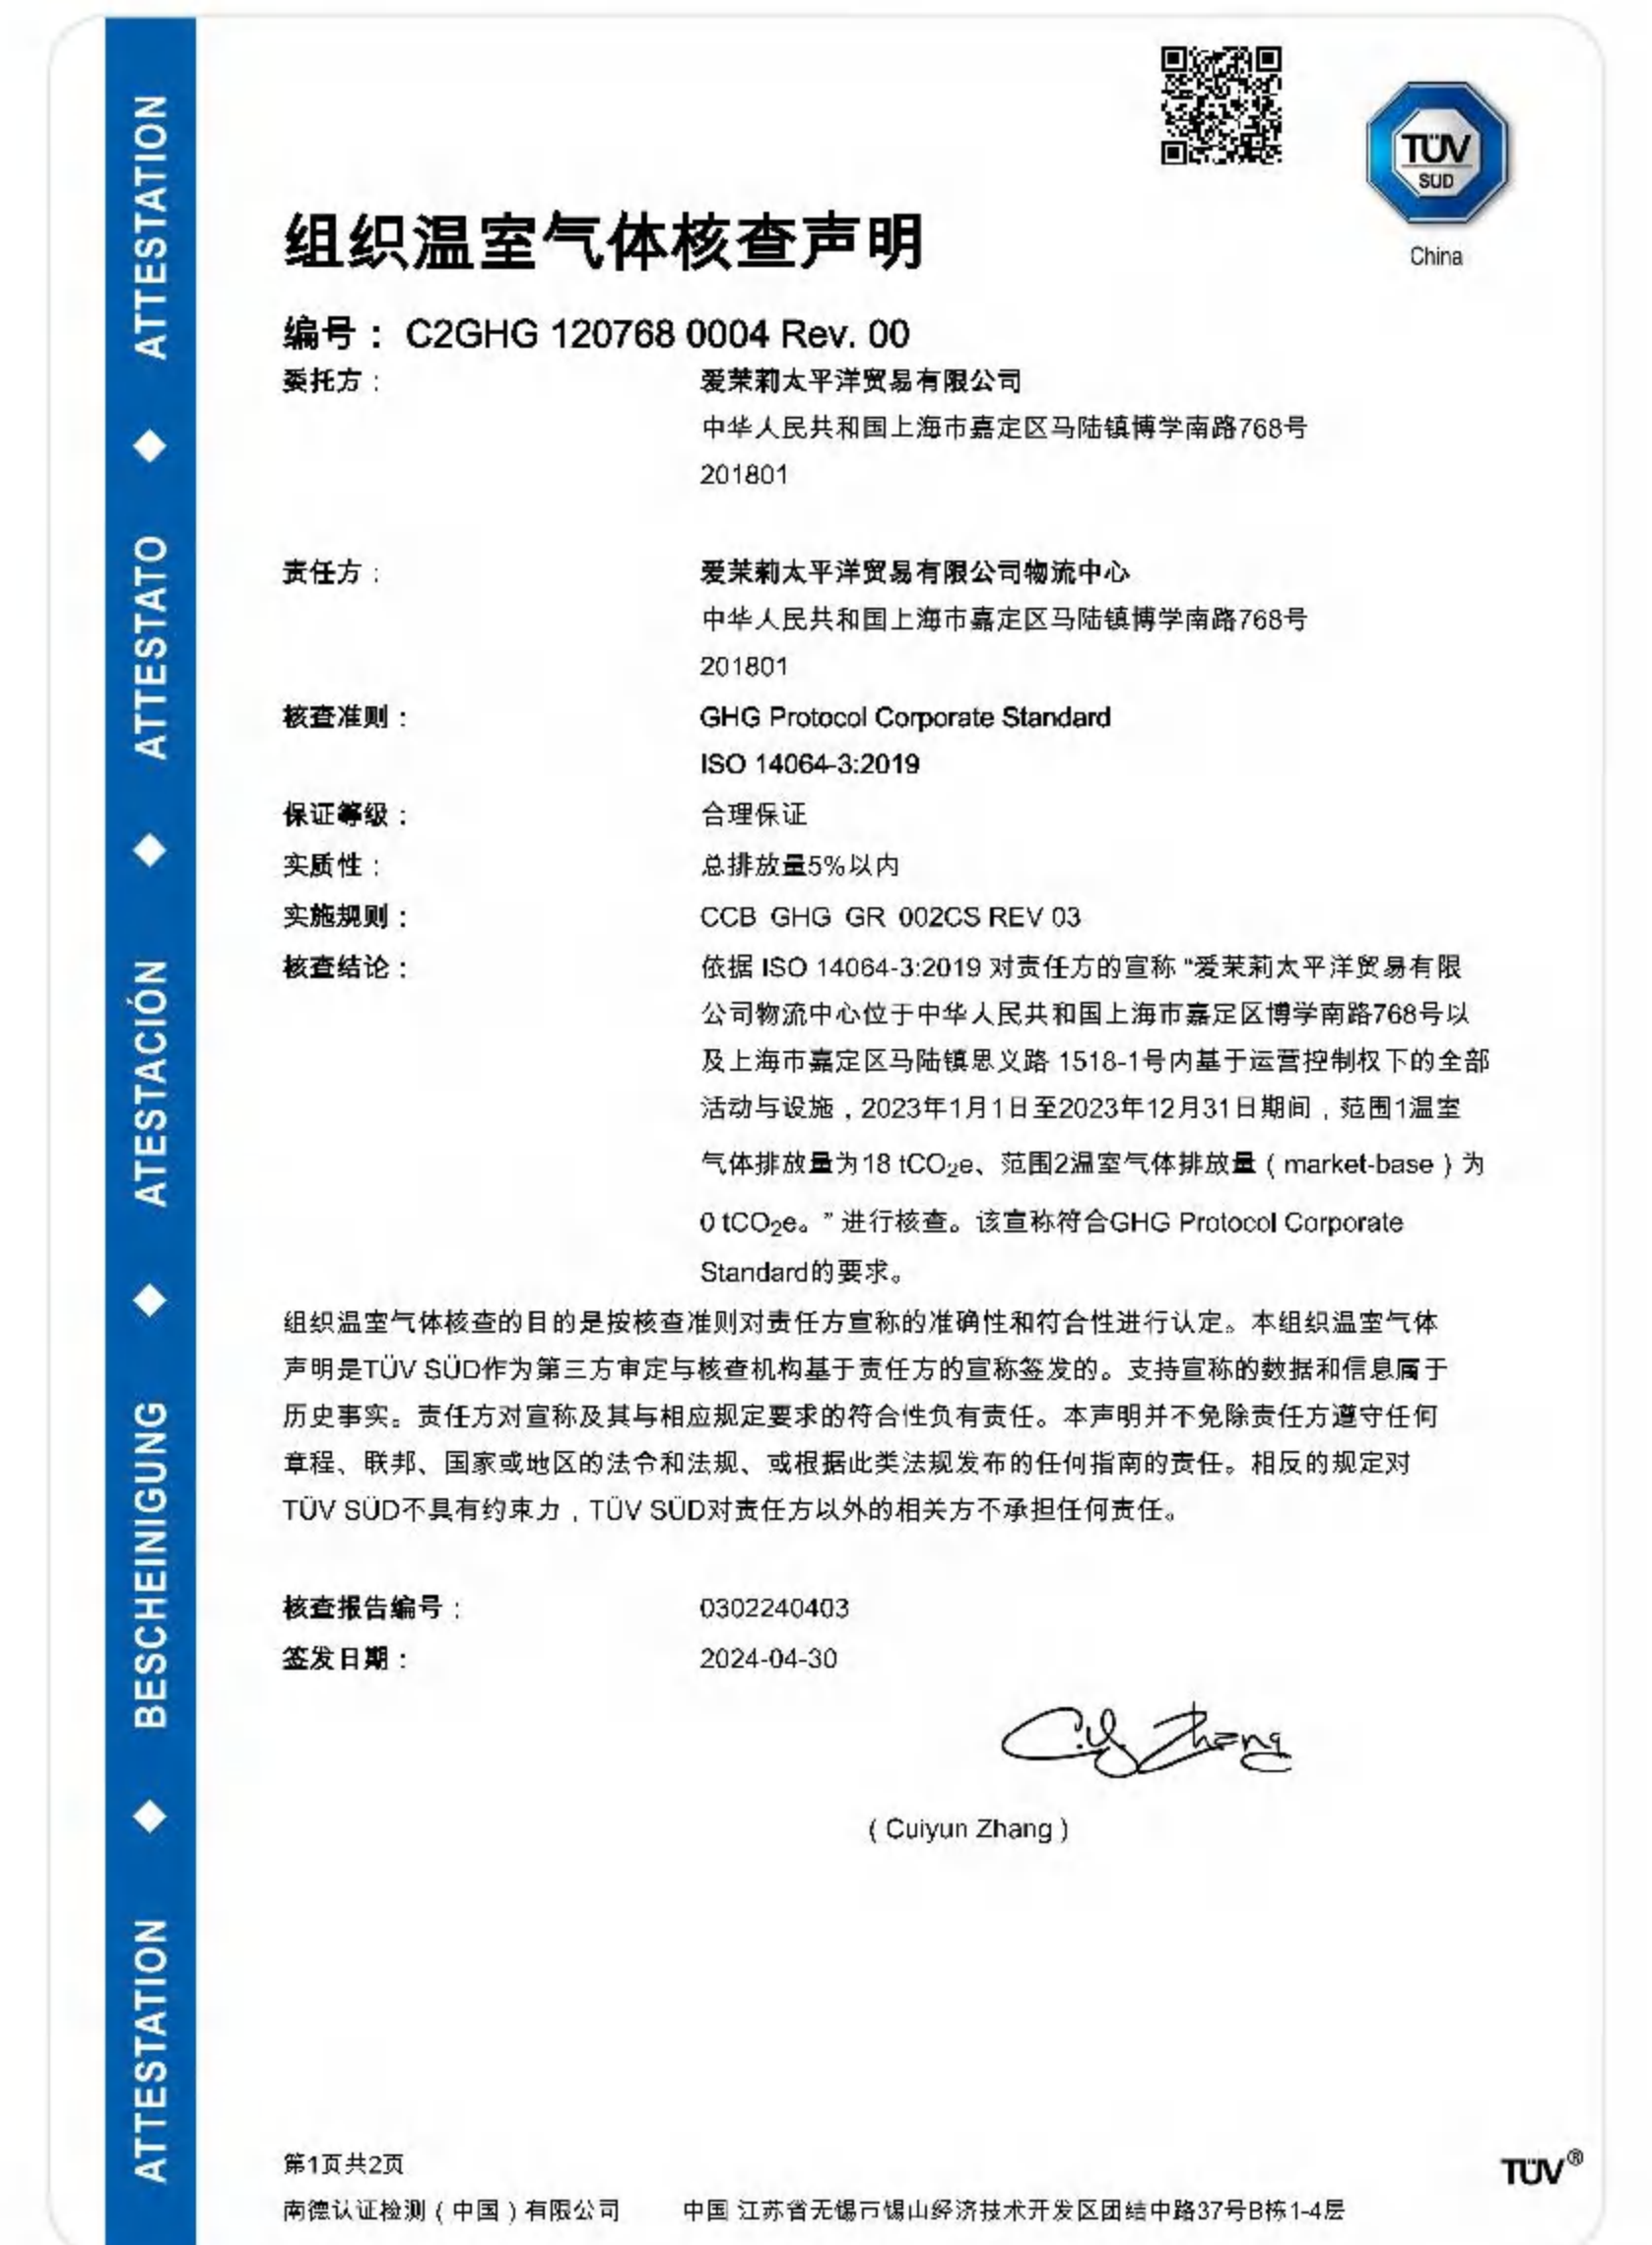 ATTESTATION ◆ ATTESTATO ◆ ATESTACIÓN ◆ BESCHEINIGUNG ◆ ATTESTATION
TÜV
SÜD
China
组织温室气体核查声明
编号： C2GHG 120768 0004 Rev. 00
委托方： 爱茉莉太平洋贸易有限公司
中华人民共和国上海市嘉定区马陆镇博学南路768号
201801
责任方： 爱茉莉太平洋贸易有限公司物流中心
中华人民共和国上海市嘉定区马陆镇博学南路768号
201801
核查准则： GHG Protocol Corporate Standard
ISO 14064-3:2019
保证等级： 合理保证
实质性： 总排放量5%以内
实施规则： CCB GHG GR 002CS REV 03
核查结论： 依据 ISO 14064-3:2019 对责任方的宣称 “爱茉莉太平洋贸易有限
公司物流中心位于中华人民共和国上海市嘉定区博学南路768号以
及上海市嘉定区马陆镇思义路 1518-1号内基于运营控制权下的全部
活动与设施，2023年1月1日至2023年12月31日期间，范围1温室
气体排放量为18 tCO₂e、范围2温室气体排放量（market-base）为
0 tCO₂e。” 进行核查。该宣称符合GHG Protocol Corporate
Standard的要求。
组织温室气体核查的目的是按核查准则对责任方宣称的准确性和符合性进行认定。本组织温室气体
声明是TÜV SÜD作为第三方审定与核查机构基于责任方的宣称签发的。支持宣称的数据和信息属于
历史事实。责任方对宣称及其与相应规定要求的符合性负有责任。本声明并不免除责任方遵守任何
章程、联邦、国家或地区的法令和法规、或根据此类法规发布的任何指南的责任。相反的规定对
TÜV SÜD不具有约束力，TÜV SÜD对责任方以外的相关方不承担任何责任。
核查报告编号： 0302240403
签发日期： 2024-04-30
C.y. Zhang
（Cuiyun Zhang）
第1页共2页
TÜV®
南德认证检测（中国）有限公司 中国 江苏省无锡市锡山经济技术开发区团结中路37号B栋1-4层